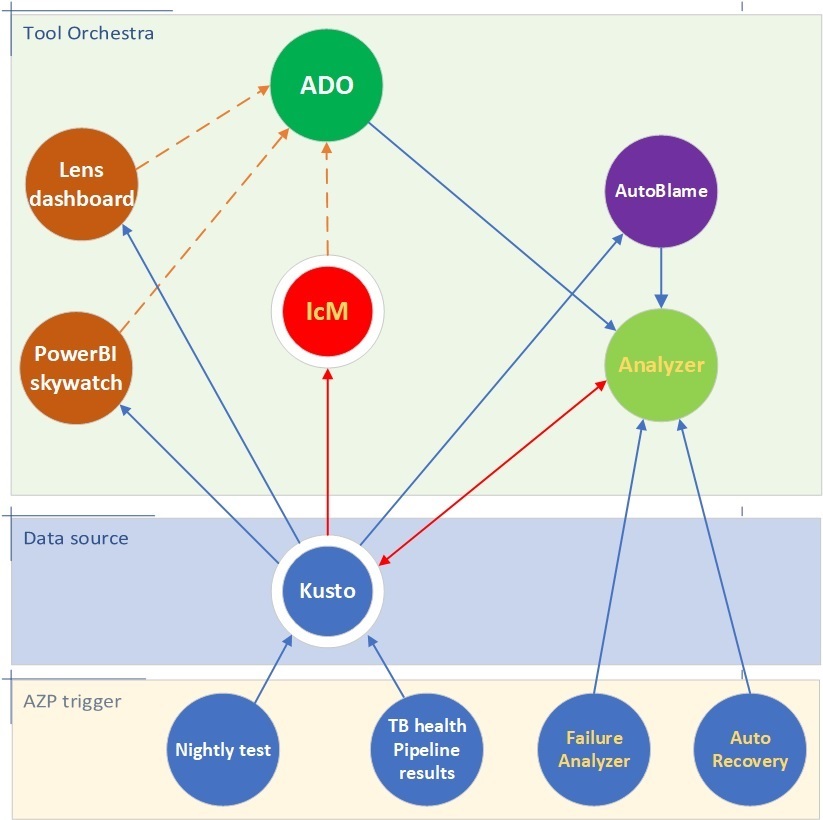 Tool Orchestra
ADO
Lens
dashboard
AutoBlame
IcM
PowerBI
skywatch
Analyzer
Data source
Kusto
AZP trigger
Nightly test
TB health
Pipeline
results
Failure
Analyzer
Auto
Recovery